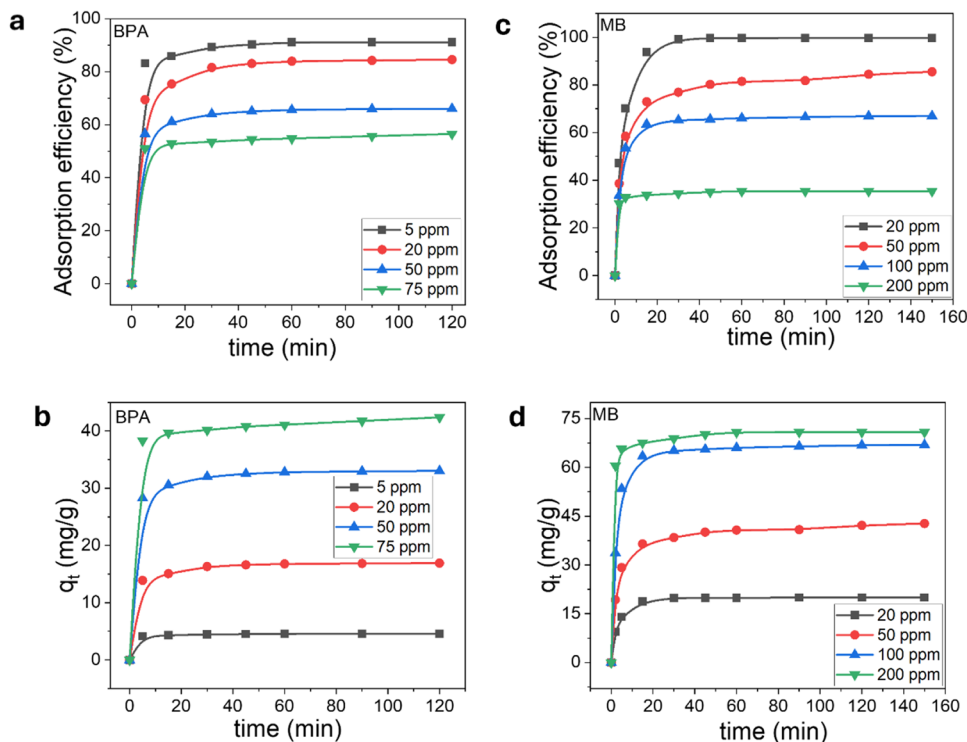 a
BPA
Adsorption efficiency (%)
100
80
60
40
20
0
5 ppm
20 ppm
50 ppm
75 ppm
0 20 40 60 80 100 120
time (min)
c
MB
Adsorption efficiency (%)
100
80
60
40
20
0
20 ppm
50 ppm
100 ppm
200 ppm
0 20 40 60 80 100 120 140 160
time (min)
b
BPA
qt (mg/g)
40
30
20
10
0
5 ppm
20 ppm
50 ppm
75 ppm
0 20 40 60 80 100 120
time (min)
d
MB
qt (mg/g)
75
60
45
30
15
0
20 ppm
50 ppm
100 ppm
200 ppm
0 20 40 60 80 100 120 140 160
time (min)